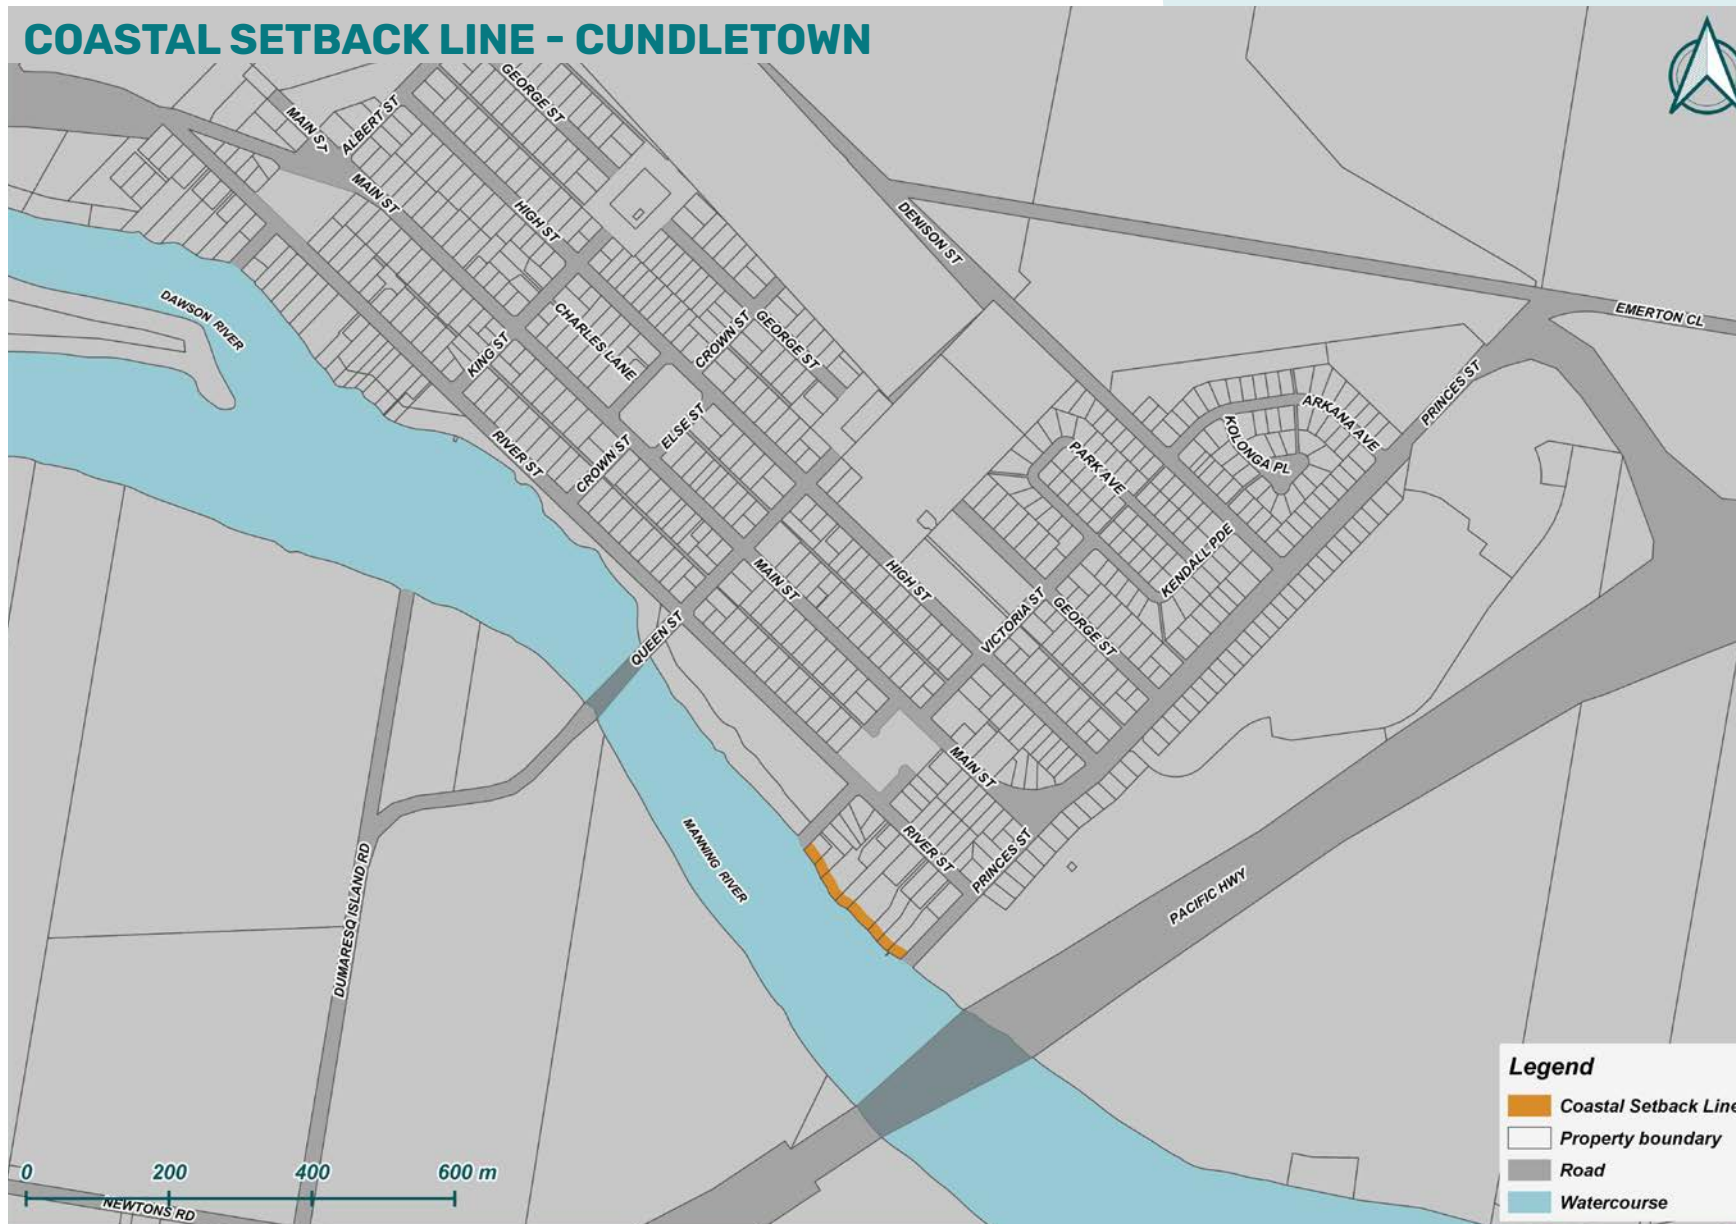 COASTAL SETBACK LINE - CUNDLETOWN
GEORGE ST
MAIN ST
ALBERT ST
MAIN ST
HIGH ST
DENISON ST
DAWSON RIVER
EMERTON CL
CHARLES LANE
CROWN ST
GEORGE ST
KING ST
PRINCES ST
ARKANA AVE
KOLONGA PL
ELSE ST
PARK AVE
RIVER ST
CROWN ST
KENDALL PDE
MAIN ST
HIGH ST
VICTORIA ST
GEORGE ST
QUEEN ST
MAIN ST
MANNING RIVER
RIVER ST
PRINCES ST
PACIFIC HWY
DUMARESQ ISLAND RD
Legend
Coastal Setback Line
Property boundary
Road
Watercourse
0 200 400 600 m
NEWTONS RD